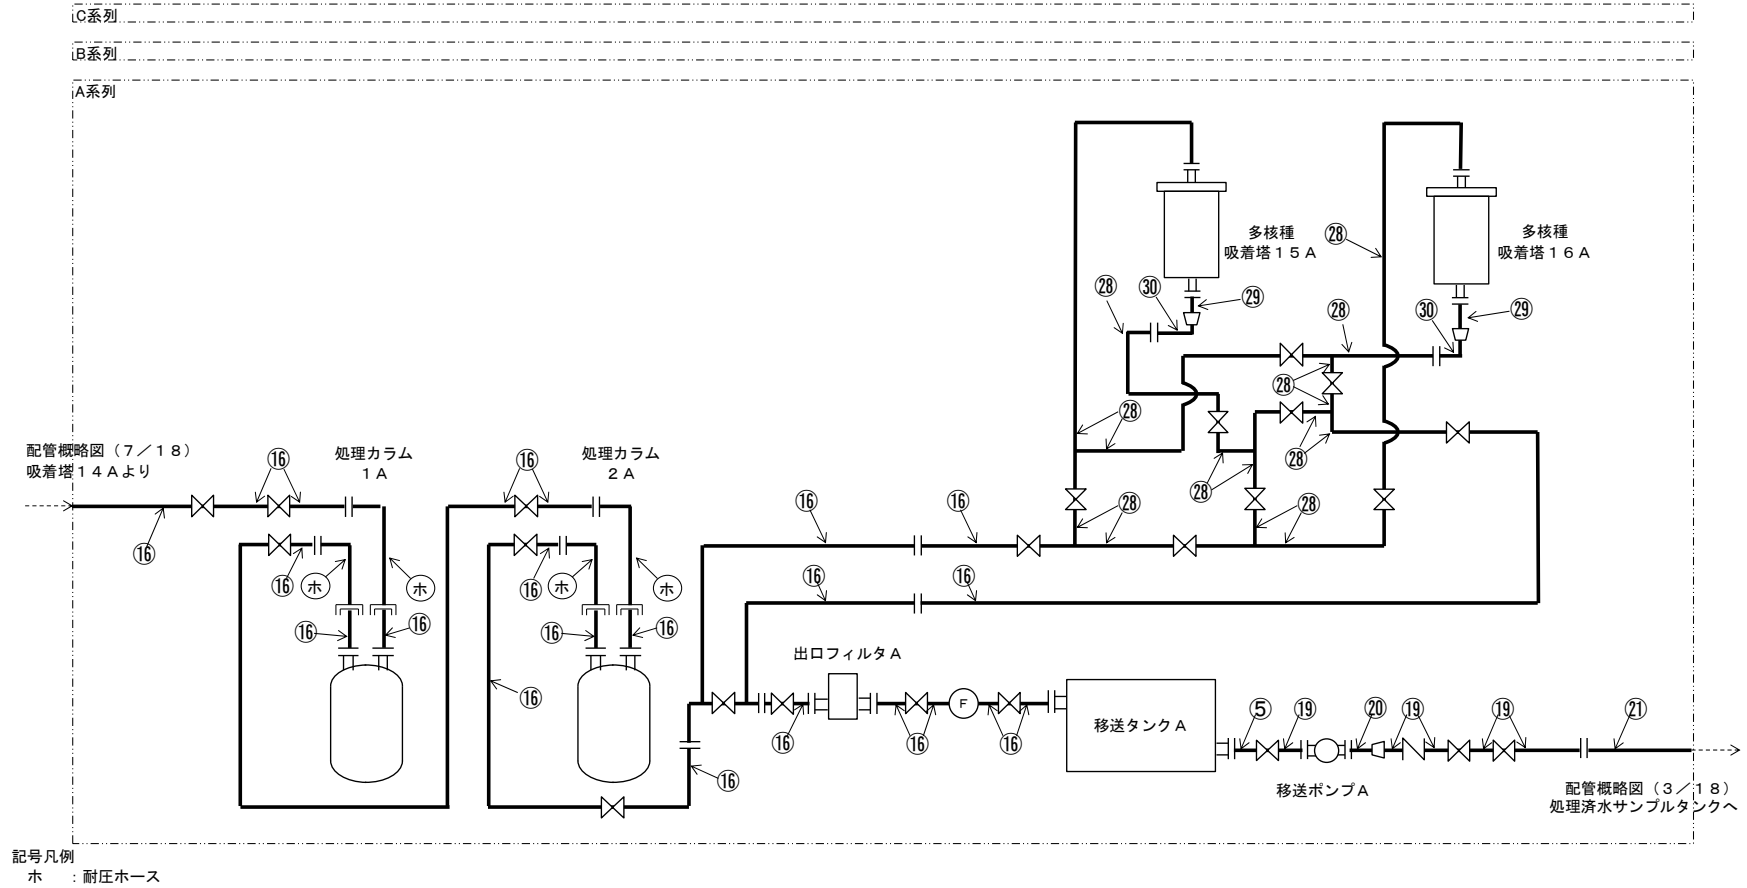 C系列
B系列
A系列
多核種
吸着塔15A
多核種
吸着塔16A
㉘
㉘
㉚
㉙
㉘
㉚
㉙
㉘
㉘
配管概略図（7／18）
吸着塔14Aより
⑯
処理カラム
1A
⑯
処理カラム
2A
㉘
㉘
⑯
⑯
㉘
㉘
⑯
⑯
ホ
ホ
⑯
ホ
ホ
⑯
⑯
⑯
⑯
⑯
⑯
出口フィルタA
⑯
F
移送タンクA
⑤
⑲
⑳
⑲
⑲
㉑
⑯
⑯
⑯
⑯
移送ポンプA
配管概略図（3／18）
処理済水サンプルタンクへ
記号凡例
ホ ：耐圧ホース